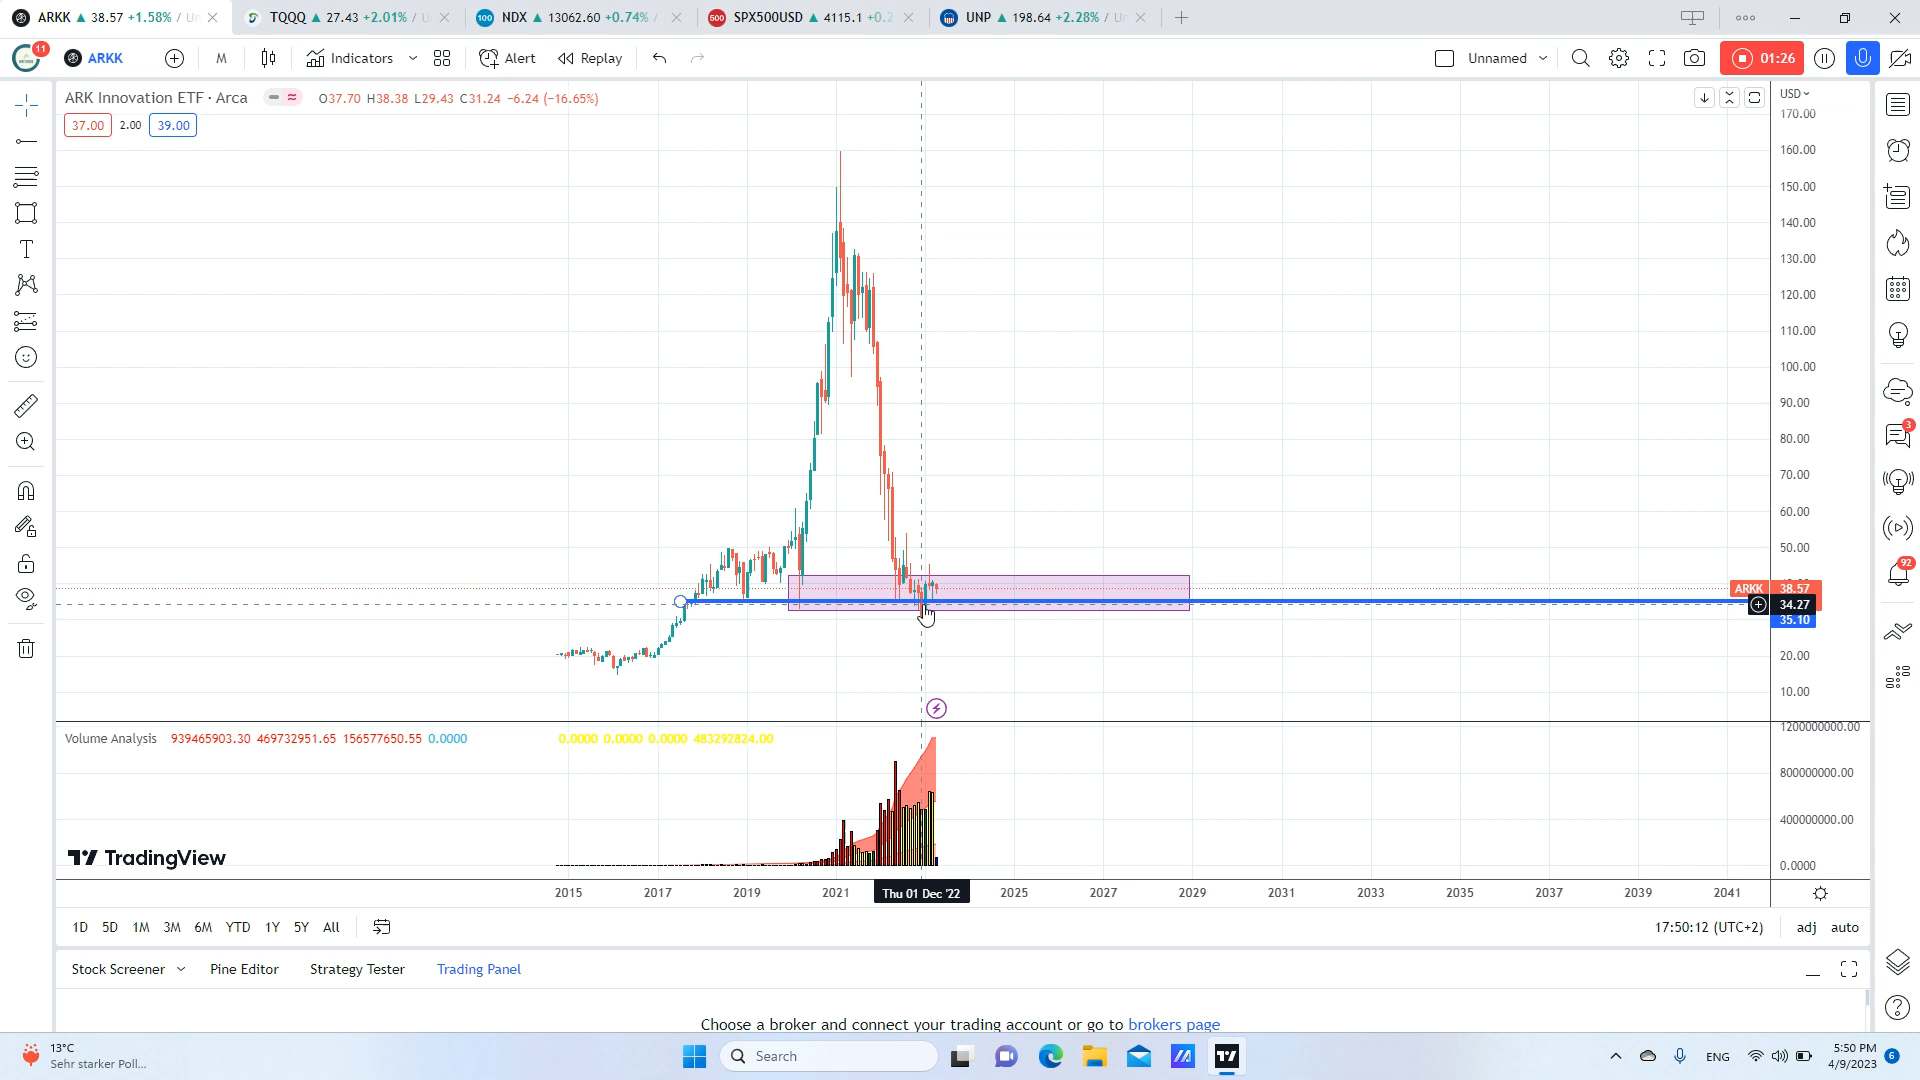 ARKK ▲ 38.57 +1.58% / Un
TQQQ ▲ 27.43 +2.01% / U
NDX ▲ 13062.60 +0.74% /
SPX500USD ▲ 4115.1 +0.2
UNP ▲ 198.64 +2.28% / Un
11
ARKK
M
Indicators
Alert
Replay
Unnamed
01:26
ARK Innovation ETF · Arca
O37.70 H38.38 L29.43 C31.24 −6.24 (−16.65%)
37.00
2.00
39.00
USD
170.00
160.00
150.00
140.00
130.00
120.00
110.00
100.00
90.00
80.00
70.00
60.00
50.00
ARKK 38.57
34.27
35.10
20.00
10.00
Volume Analysis 939465903.30 469732951.65 156577650.55 0.0000
0.0000 0.0000 0.0000 483292824.00
1200000000.00
800000000.00
400000000.00
0.0000
TradingView
2015 2017 2019 2021 Thu 01 Dec '22 2025 2027 2029 2031 2033 2035 2037 2039 2041
1D 5D 1M 3M 6M YTD 1Y 5Y All
17:50:12 (UTC+2)
adj auto
Stock Screener
Pine Editor
Strategy Tester
Trading Panel
Choose a broker and connect your trading account or go to brokers page
3
92
13°C
Sehr starker Poll...
Search
ENG
5:50 PM
4/9/2023
6